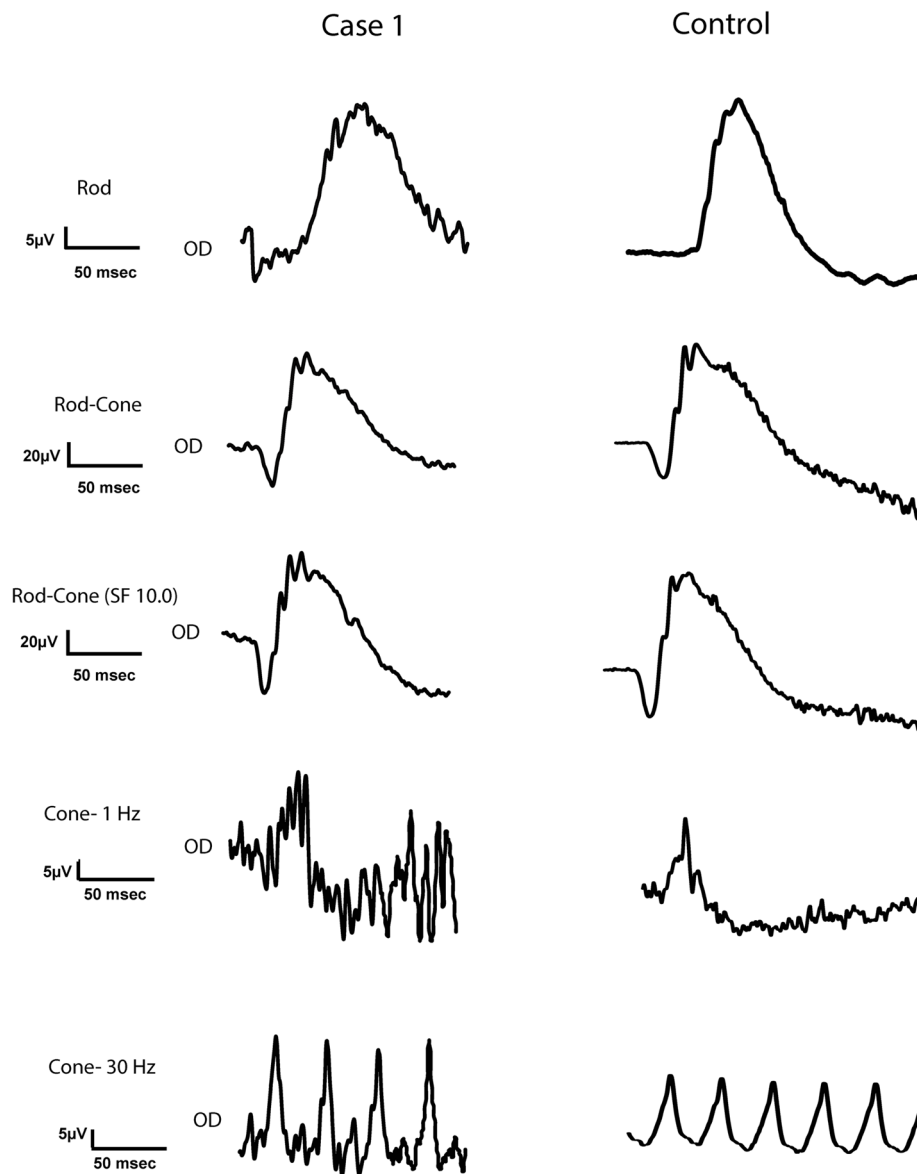 Case 1 Control
Rod
5µV
50 msec
OD
Rod-Cone
20µV
50 msec
OD
Rod-Cone (SF 10.0)
20µV
50 msec
OD
Cone- 1 Hz
5µV
50 msec
OD
Cone- 30 Hz
5µV
50 msec
OD